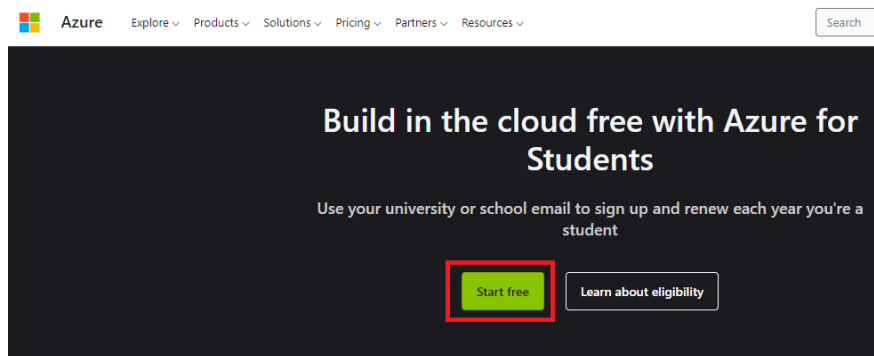 Azure Explore Products Solutions Pricing Partners Resources Search
Build in the cloud free with Azure for
Students
Use your university or school email to sign up and renew each year you're a
student
Start free Learn about eligibility